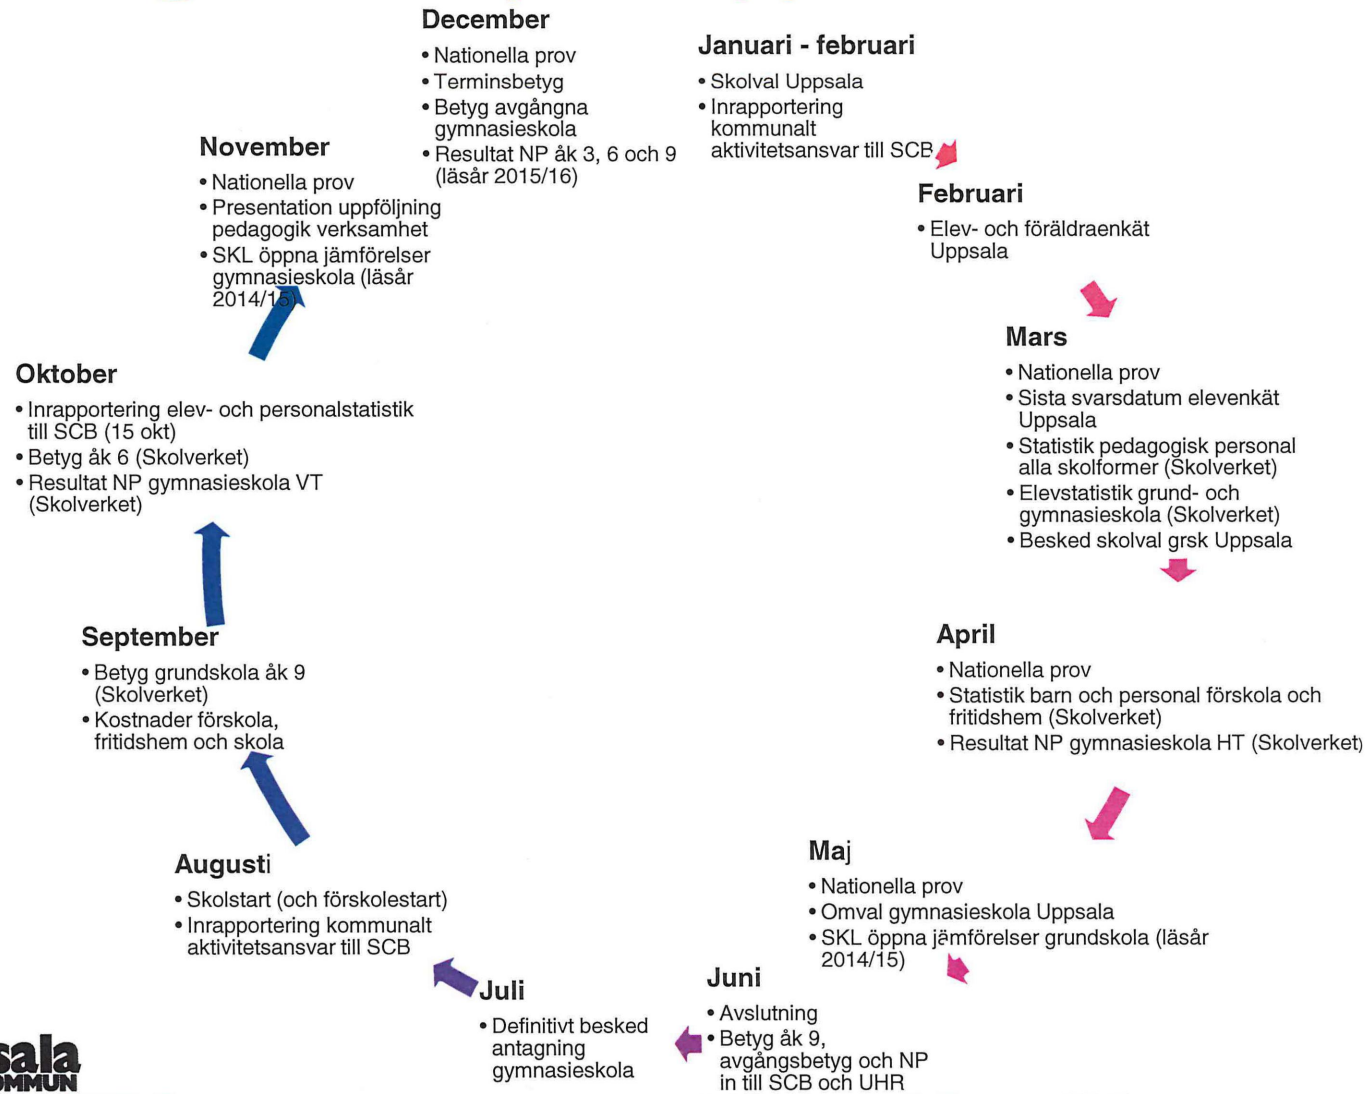 December
• Nationella prov
• Terminsbetyg
• Betyg avgångna
gymnasieskola
• Resultat NP åk 3, 6 och 9
(läsår 2015/16)
Januari - februari
• Skolval Uppsala
• Inrapportering
kommunalt
aktivitetsansvar till SCB
Februari
• Elev- och föräldraenkät
Uppsala
Mars
• Nationella prov
• Sista svarsdatum elevenkät
Uppsala
• Statistik pedagogisk personal
alla skolformer (Skolverket)
• Elevstatistik grund- och
gymnasieskola (Skolverket)
• Besked skolval grsk Uppsala
April
• Nationella prov
• Statistik barn och personal förskola och
fritidshem (Skolverket)
• Resultat NP gymnasieskola HT (Skolverket)
Maj
• Nationella prov
• Omval gymnasieskola Uppsala
• SKL öppna jämförelser grundskola (läsår
2014/15)
Juni
• Avslutning
• Betyg åk 9,
avgångsbetyg och NP
in till SCB och UHR
Juli
• Definitivt besked
antagning
gymnasieskola
Augusti
• Skolstart (och förskolestart)
• Inrapportering kommunalt
aktivitetsansvar till SCB
September
• Betyg grundskola åk 9
(Skolverket)
• Kostnader förskola,
fritidshem och skola
Oktober
• Inrapportering elev- och personalstatistik
till SCB (15 okt)
• Betyg åk 6 (Skolverket)
• Resultat NP gymnasieskola VT
(Skolverket)
November
• Nationella prov
• Presentation uppföljning
pedagogik verksamhet
• SKL öppna jämförelser
gymnasieskola (läsår
2014/15)
sala
OMMUN